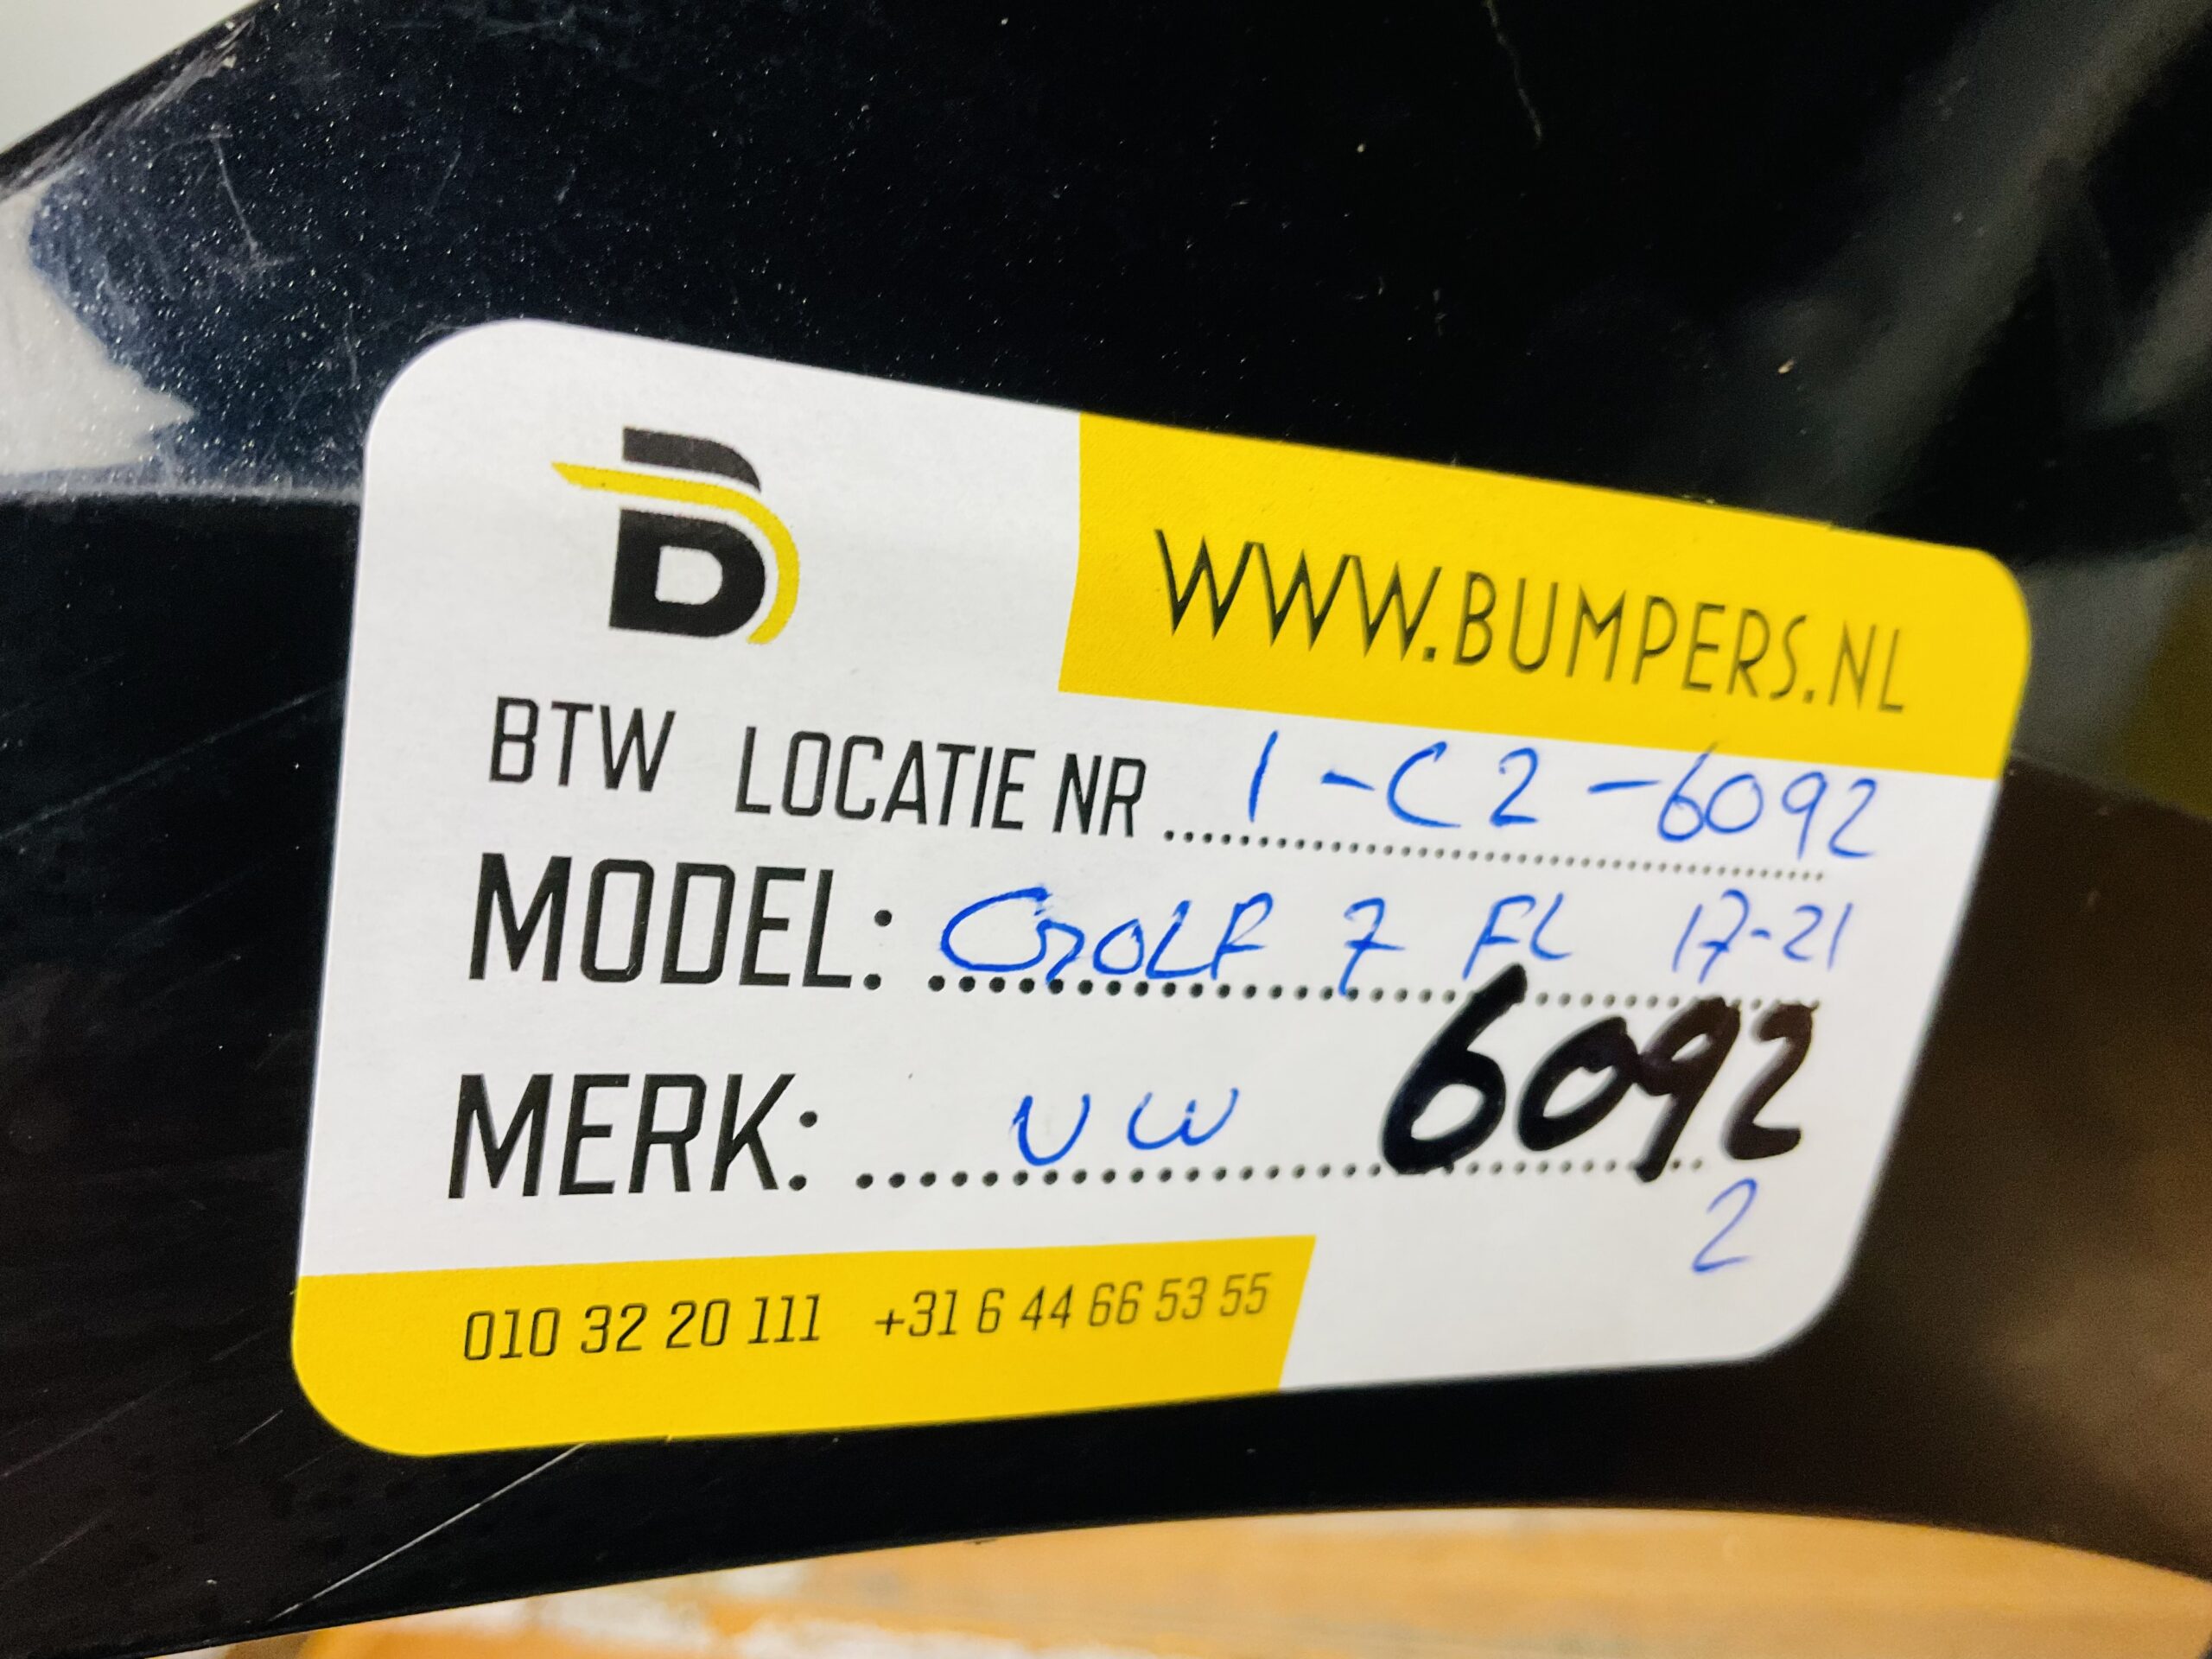 WWW.BUMPERS.NL
BTW LOCATIE NR 1-C2-6092
MODEL: GOLF 7 FL 17-21
MERK: VW 6092
2
010 32 20 111 +31 6 44 66 53 55